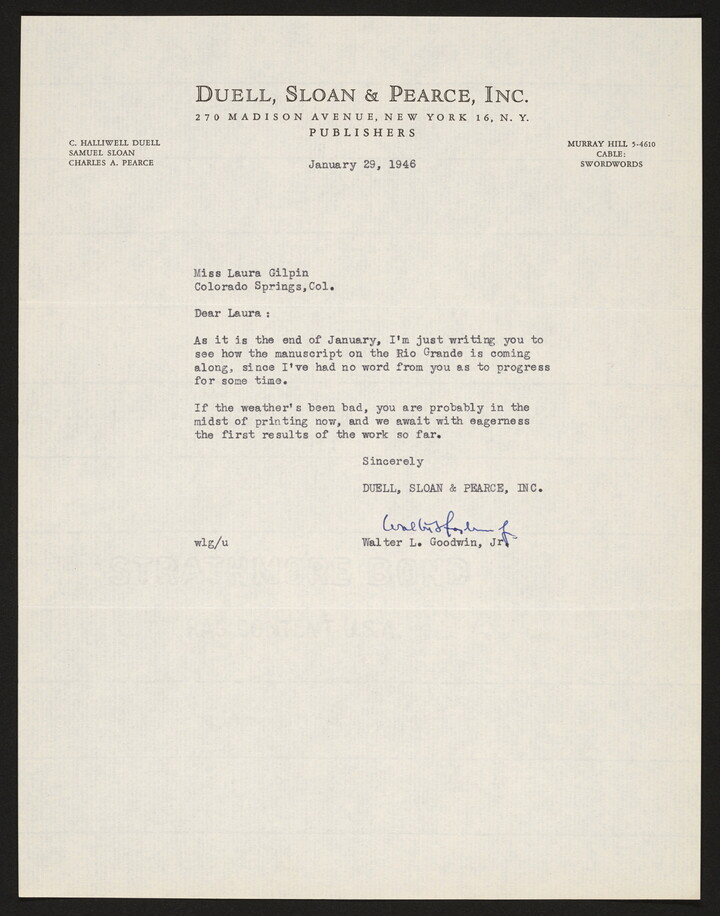 DUELL, SLOAN & PEARCE, INC.
270 MADISON AVENUE, NEW YORK 16, N. Y.
PUBLISHERS
C. HALLIWELL DUELL
SAMUEL SLOAN
CHARLES A. PEARCE
MURRAY HILL 5-4610
CABLE:
SWORDWORDS
January 29, 1946
Miss Laura Gilpin
Colorado Springs,Col.
Dear Laura :
As it is the end of January, I'm just writing you to
see how the manuscript on the Rio Grande is coming
along, since I've had no word from you as to progress
for some time.
If the weather's been bad, you are probably in the
midst of printing now, and we await with eagerness
the first results of the work so far.
Sincerely
DUELL, SLOAN & PEARCE, INC.
wlg/u
Walter L. Goodwin, Jr.
STRATHMORE BOND
RAG CONTENT U.S.A.